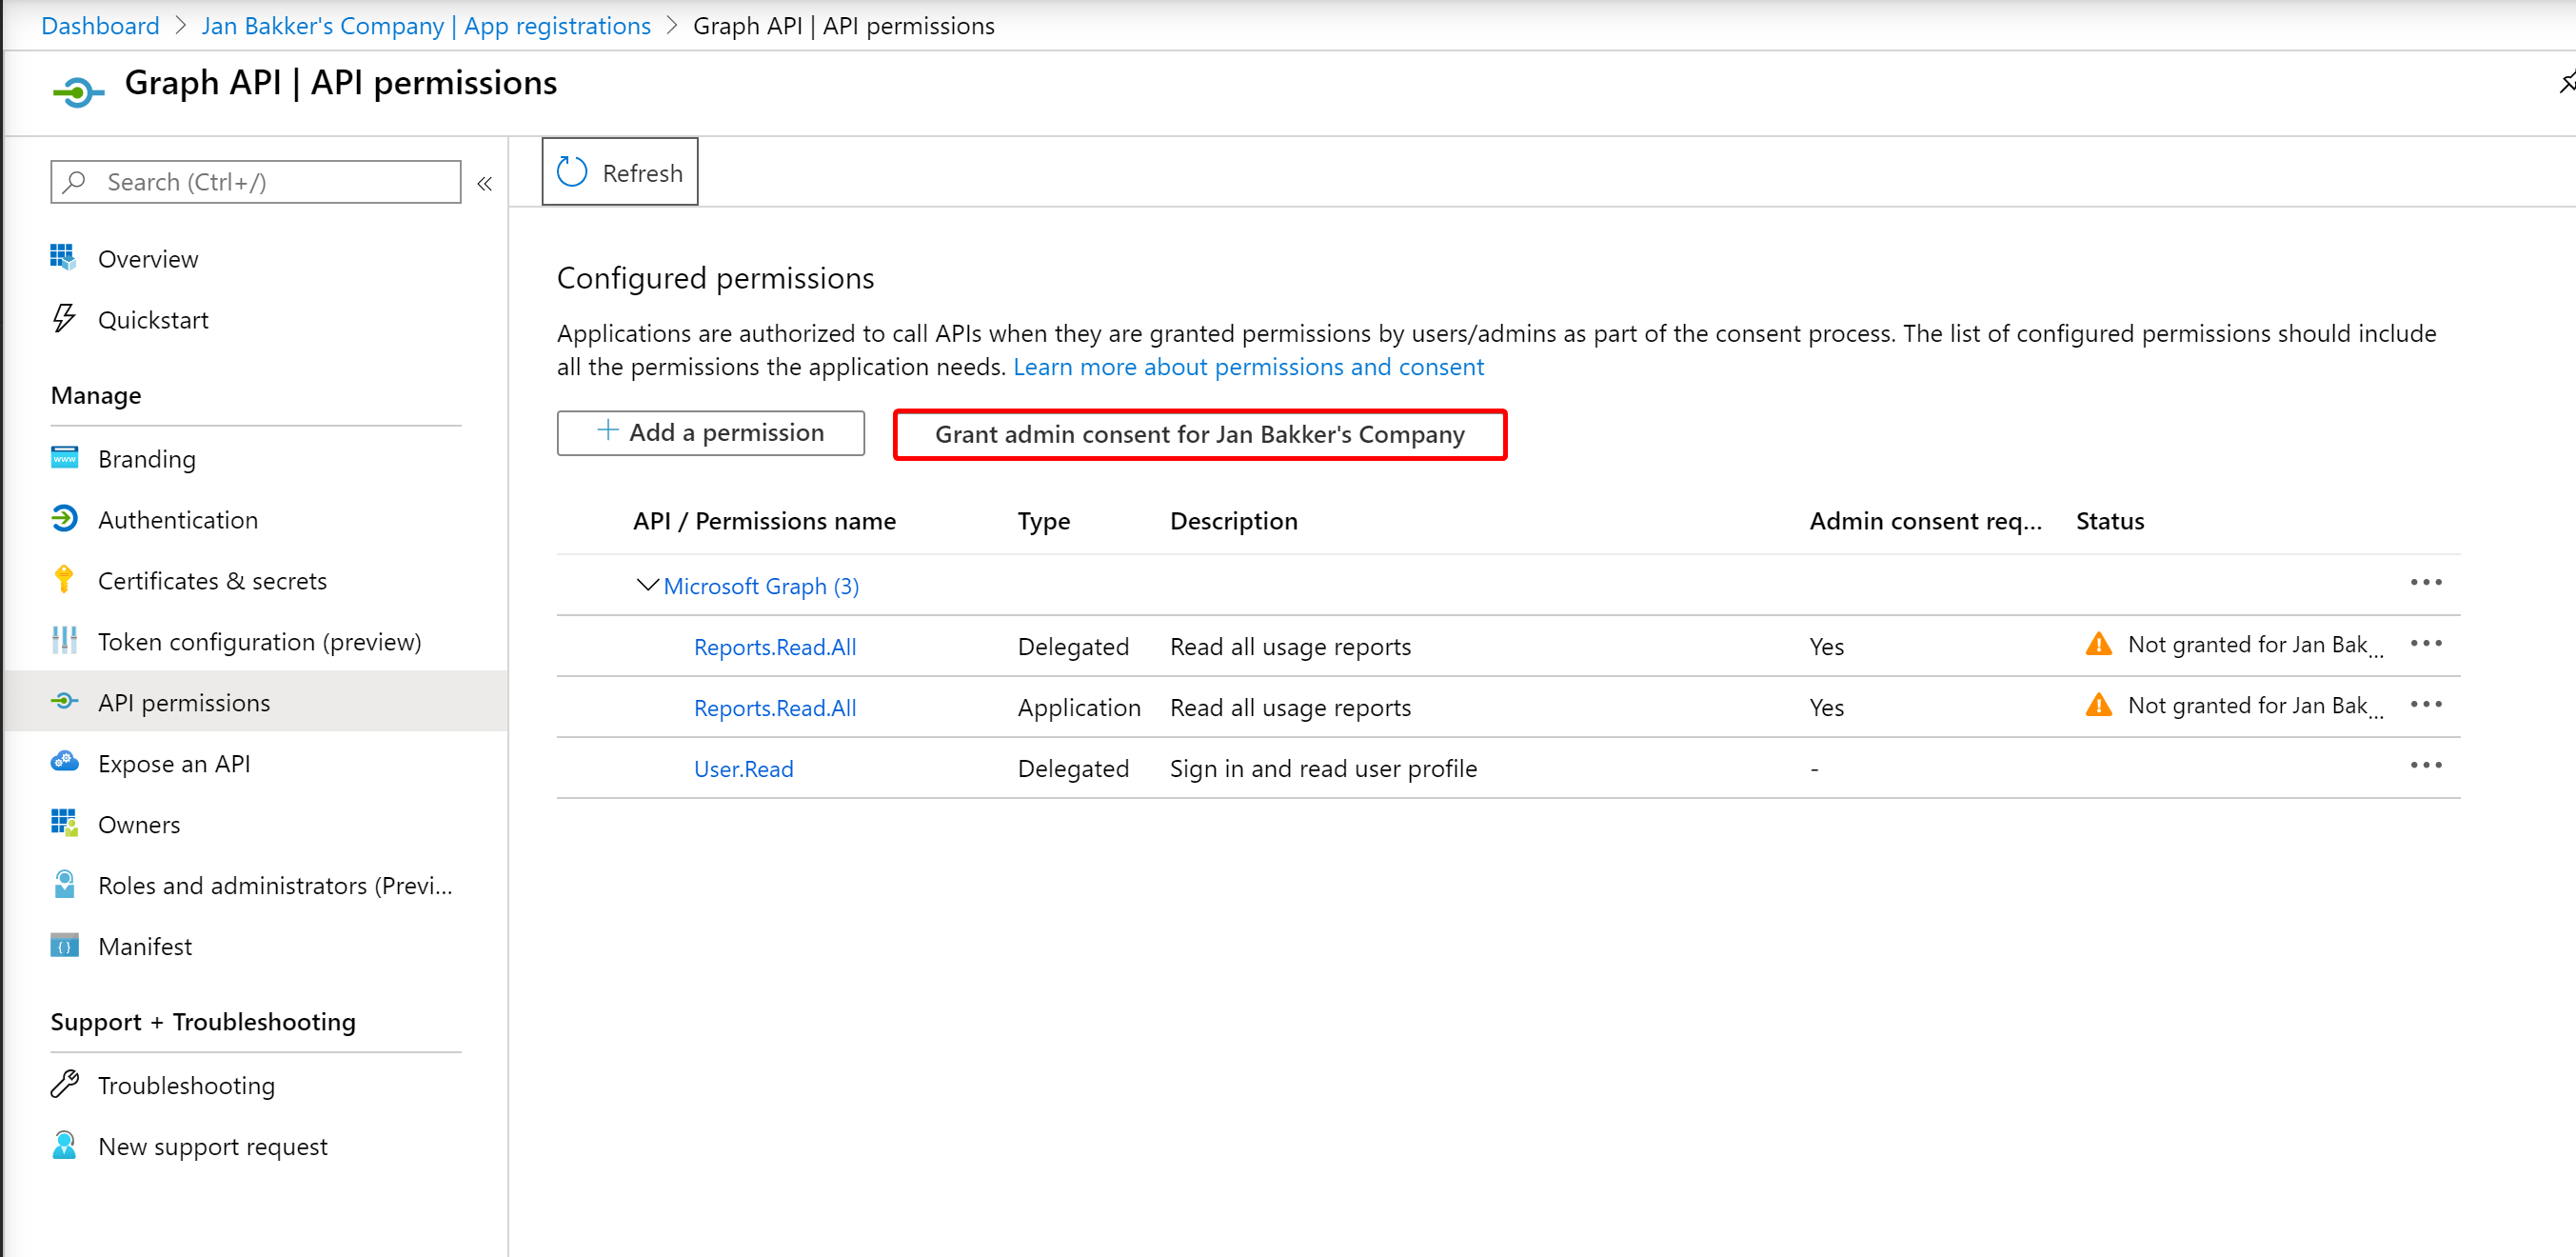 Dashboard > Jan Bakker's Company | App registrations > Graph API | API permissions
Graph API | API permissions
Search (Ctrl+/)
«
Refresh
Overview
Quickstart
Manage
Branding
Authentication
Certificates & secrets
Token configuration (preview)
API permissions
Expose an API
Owners
Roles and administrators (Previ...
Manifest
Support + Troubleshooting
Troubleshooting
New support request
Configured permissions
Applications are authorized to call APIs when they are granted permissions by users/admins as part of the consent process. The list of configured permissions should include
all the permissions the application needs. Learn more about permissions and consent
+ Add a permission
Grant admin consent for Jan Bakker's Company
API / Permissions name Type Description Admin consent req... Status
Microsoft Graph (3) ...
Reports.Read.All Delegated Read all usage reports Yes Not granted for Jan Bak... ...
Reports.Read.All Application Read all usage reports Yes Not granted for Jan Bak... ...
User.Read Delegated Sign in and read user profile - ...